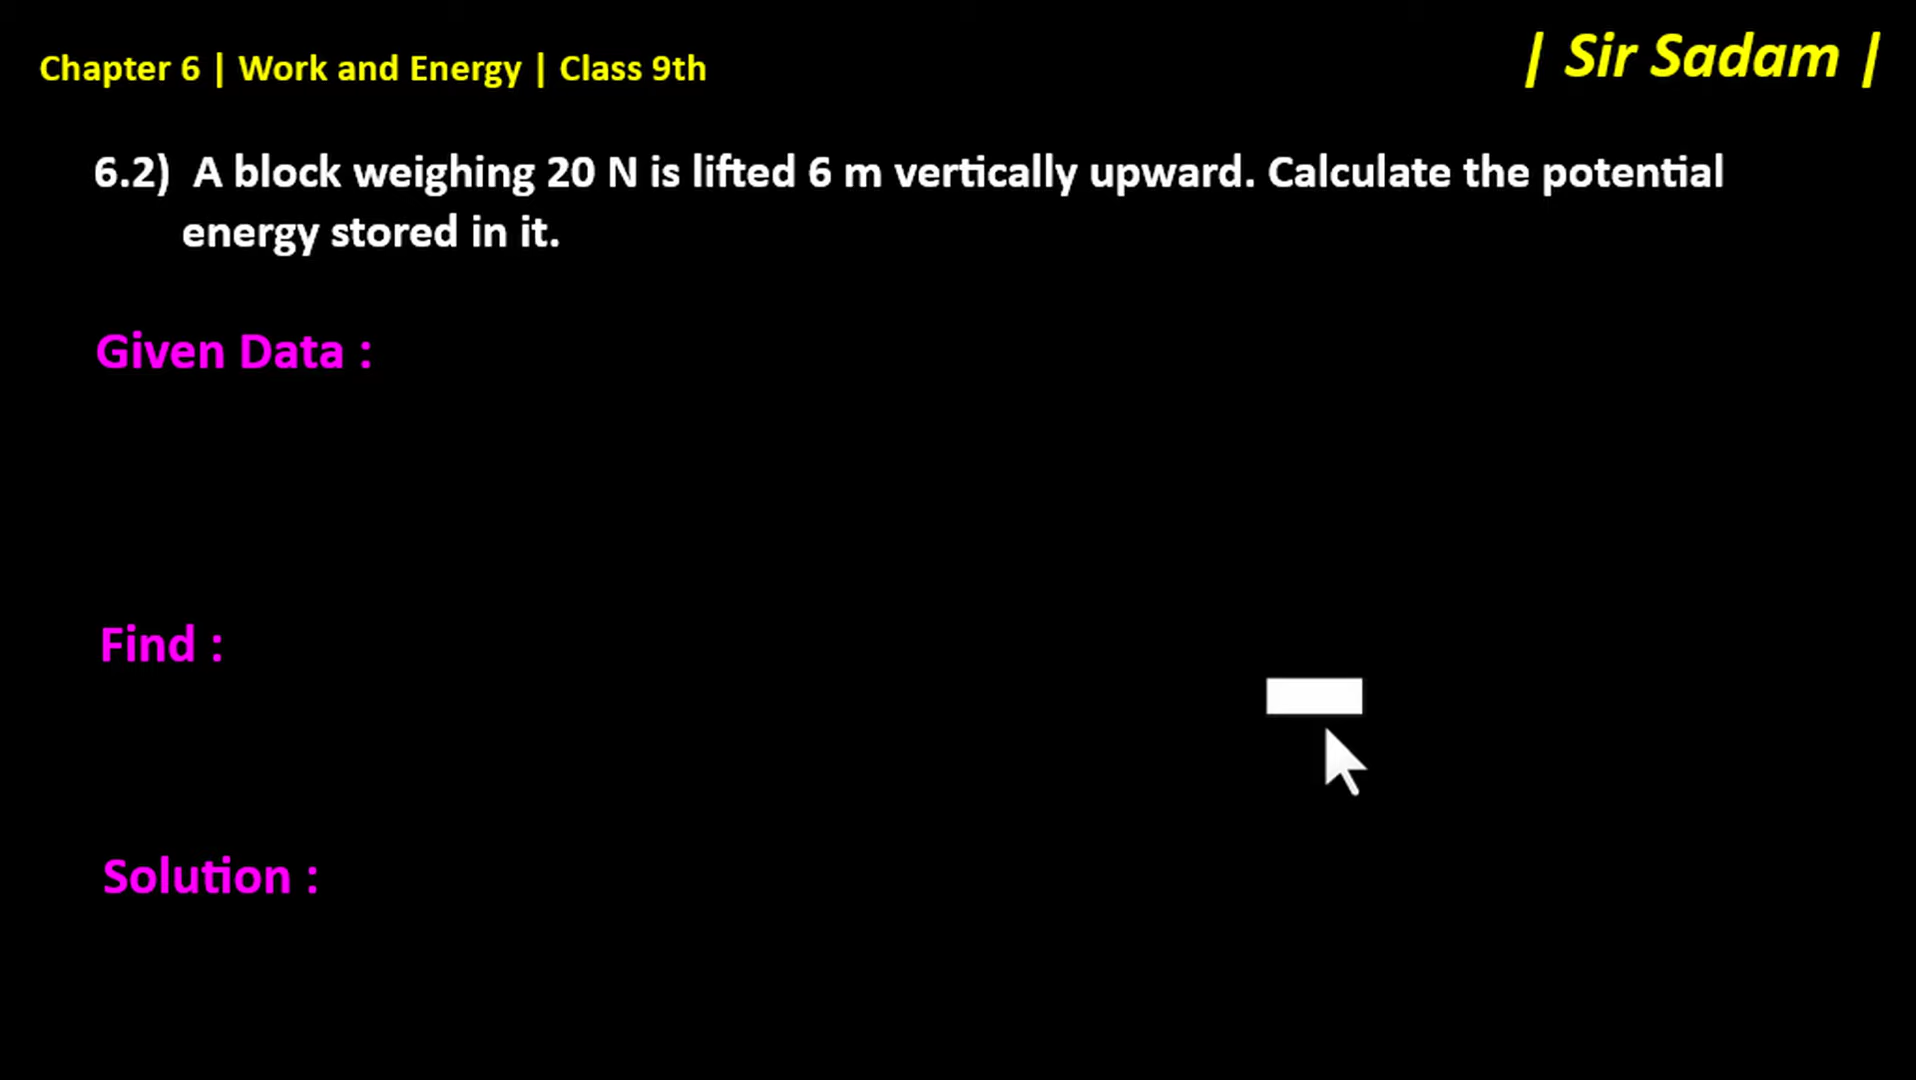 Chapter 6 | Work and Energy | Class 9th
| Sir Sadam |
6.2) A block weighing 20 N is lifted 6 m vertically upward. Calculate the potential
energy stored in it.
Given Data :
Find :
Solution :